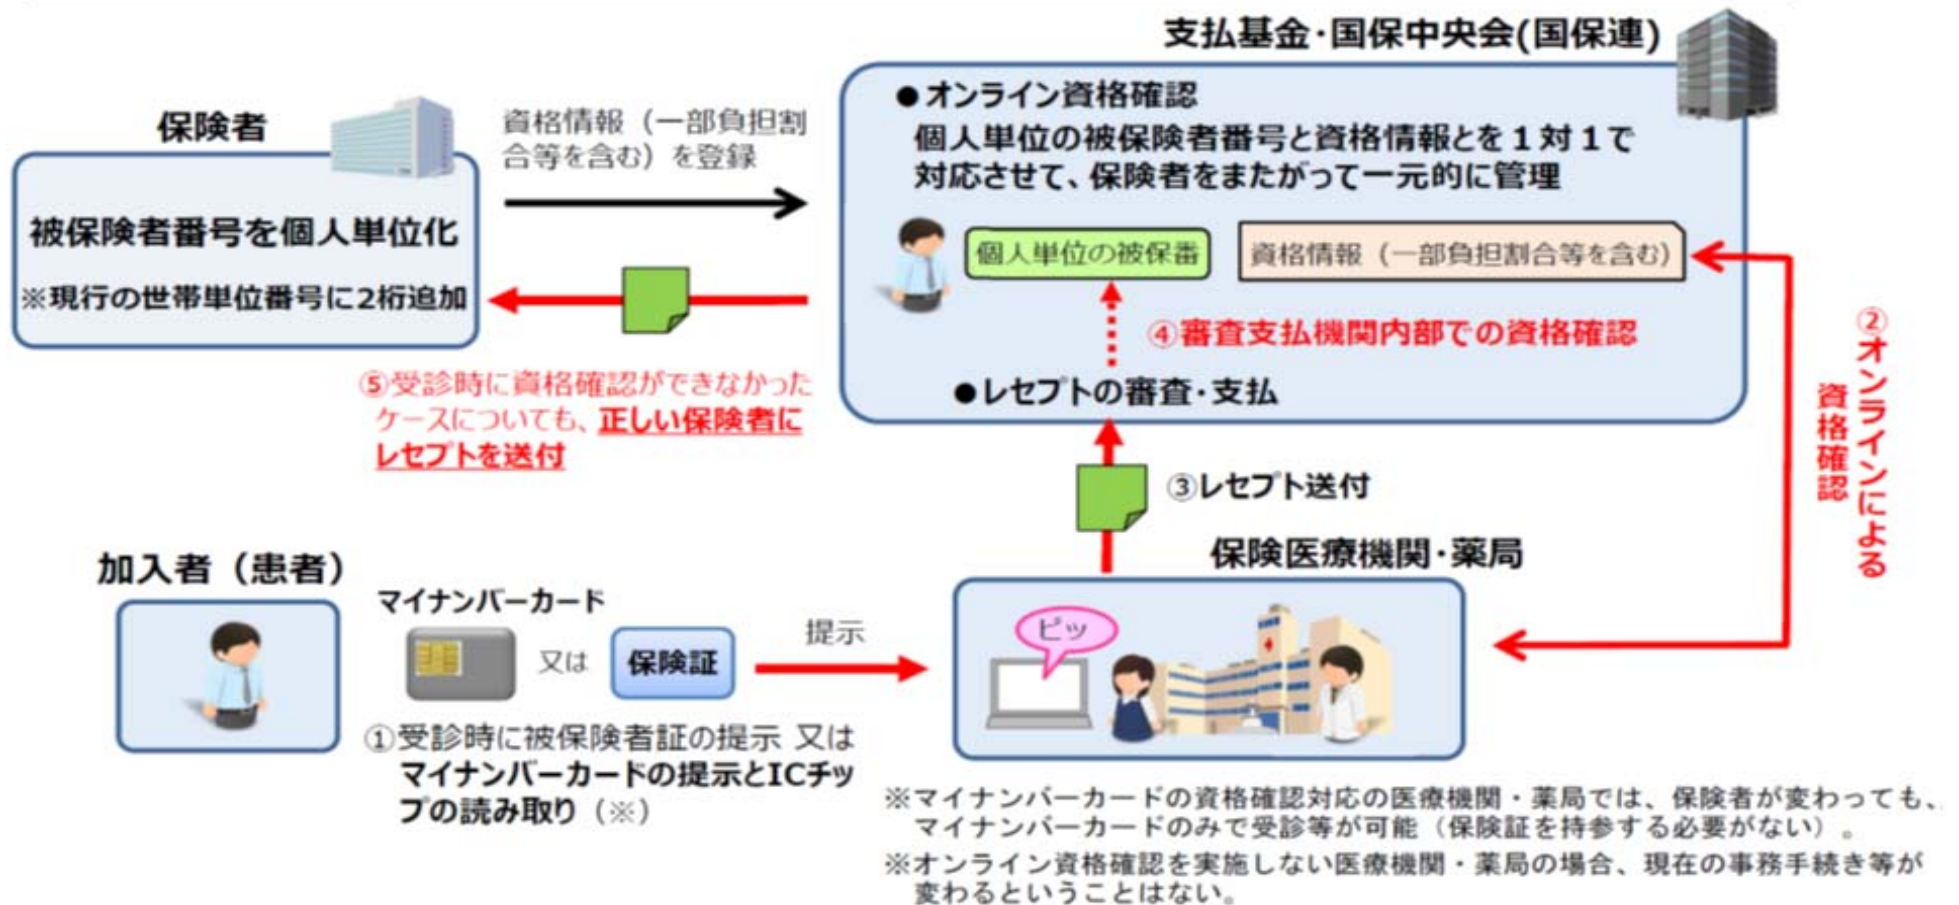 支払基金・国保中央会(国保連)
●オンライン資格確認
個人単位の被保険者番号と資格情報とを１対１で
対応させて、保険者をまたがって一元的に管理
個人単位の被保番
資格情報（一部負担割合等を含む）
④審査支払機関内部での資格確認
●レセプトの審査・支払
保険者
被保険者番号を個人単位化
※現行の世帯単位番号に2桁追加
資格情報（一部負担割
合等を含む）を登録
⑤受診時に資格確認ができなかった
ケースについても、正しい保険者に
レセプトを送付
②オンラインによる
資格確認
③レセプト送付
保険医療機関・薬局
ピッ
加入者（患者）
マイナンバーカード
又は
保険証
提示
①受診時に被保険者証の提示 又は
マイナンバーカードの提示とICチッ
プの読み取り（※）
※マイナンバーカードの資格確認対応の医療機関・薬局では、保険者が変わっても、
マイナンバーカードのみで受診等が可能（保険証を持参する必要がない）。
※オンライン資格確認を実施しない医療機関・薬局の場合、現在の事務手続き等が
変わるということはない。